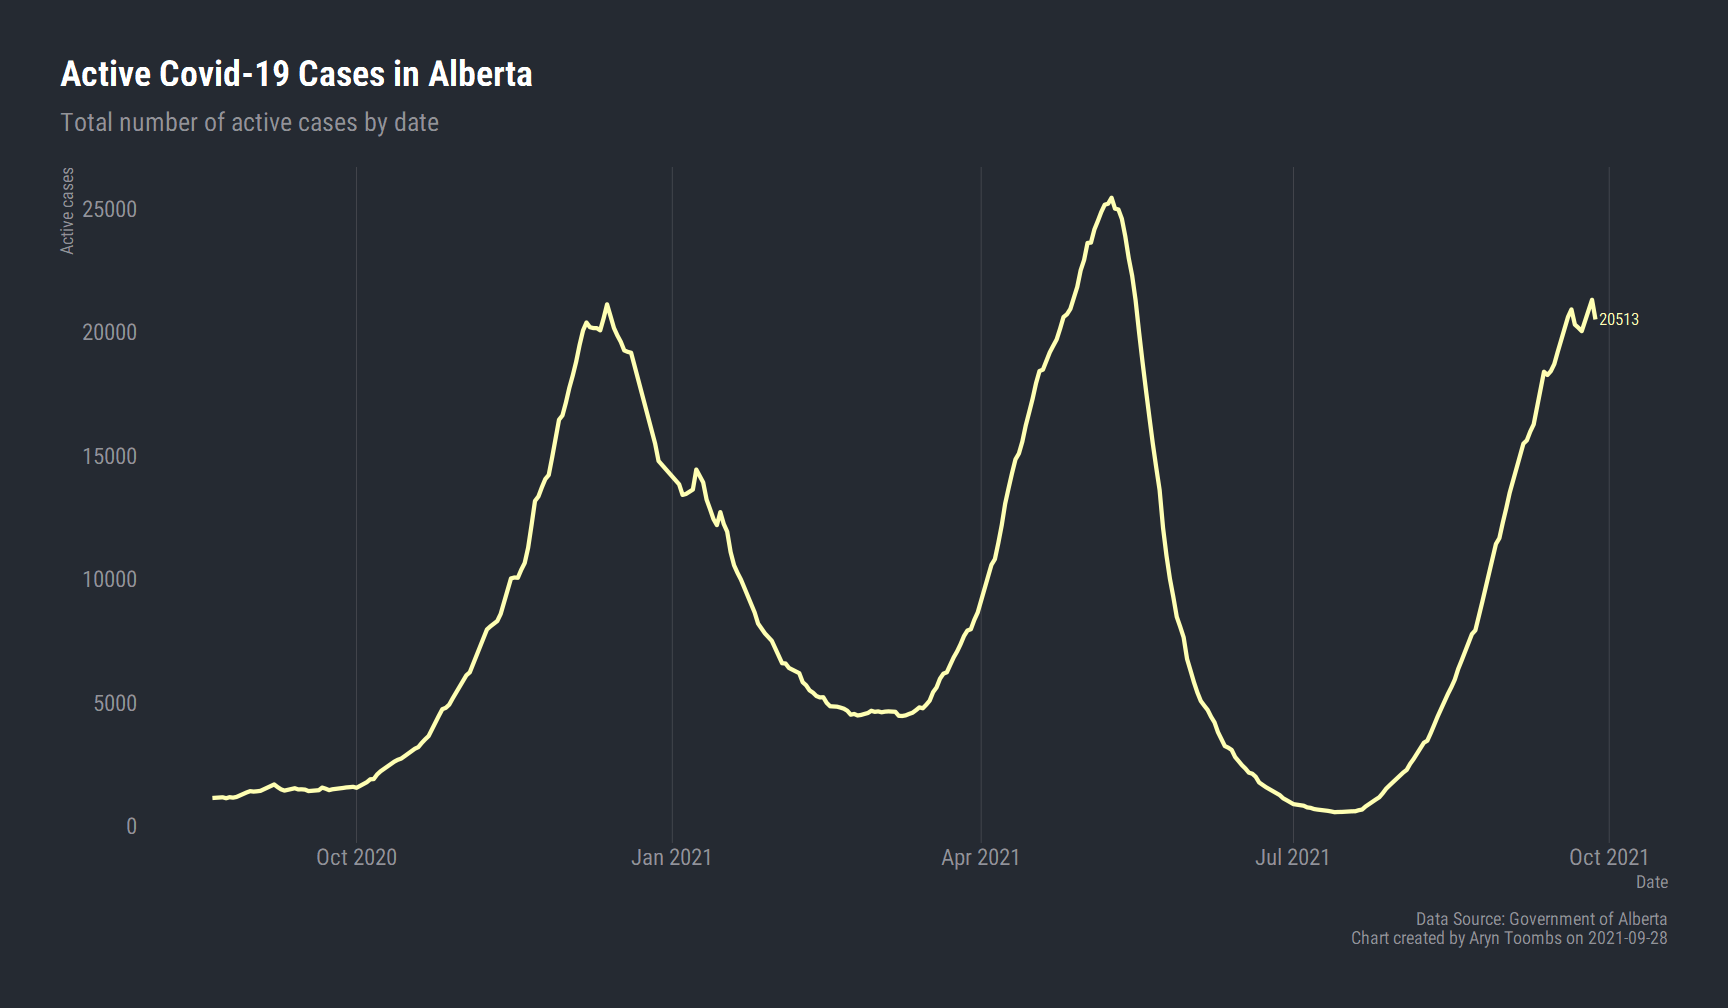 Active Covid-19 Cases in Alberta
Total number of active cases by date
Active cases
25000
20000
15000
10000
5000
0
20513
Oct 2020
Jan 2021
Apr 2021
Jul 2021
Oct 2021
Date
Data Source: Government of Alberta
Chart created by Aryn Toombs on 2021-09-28